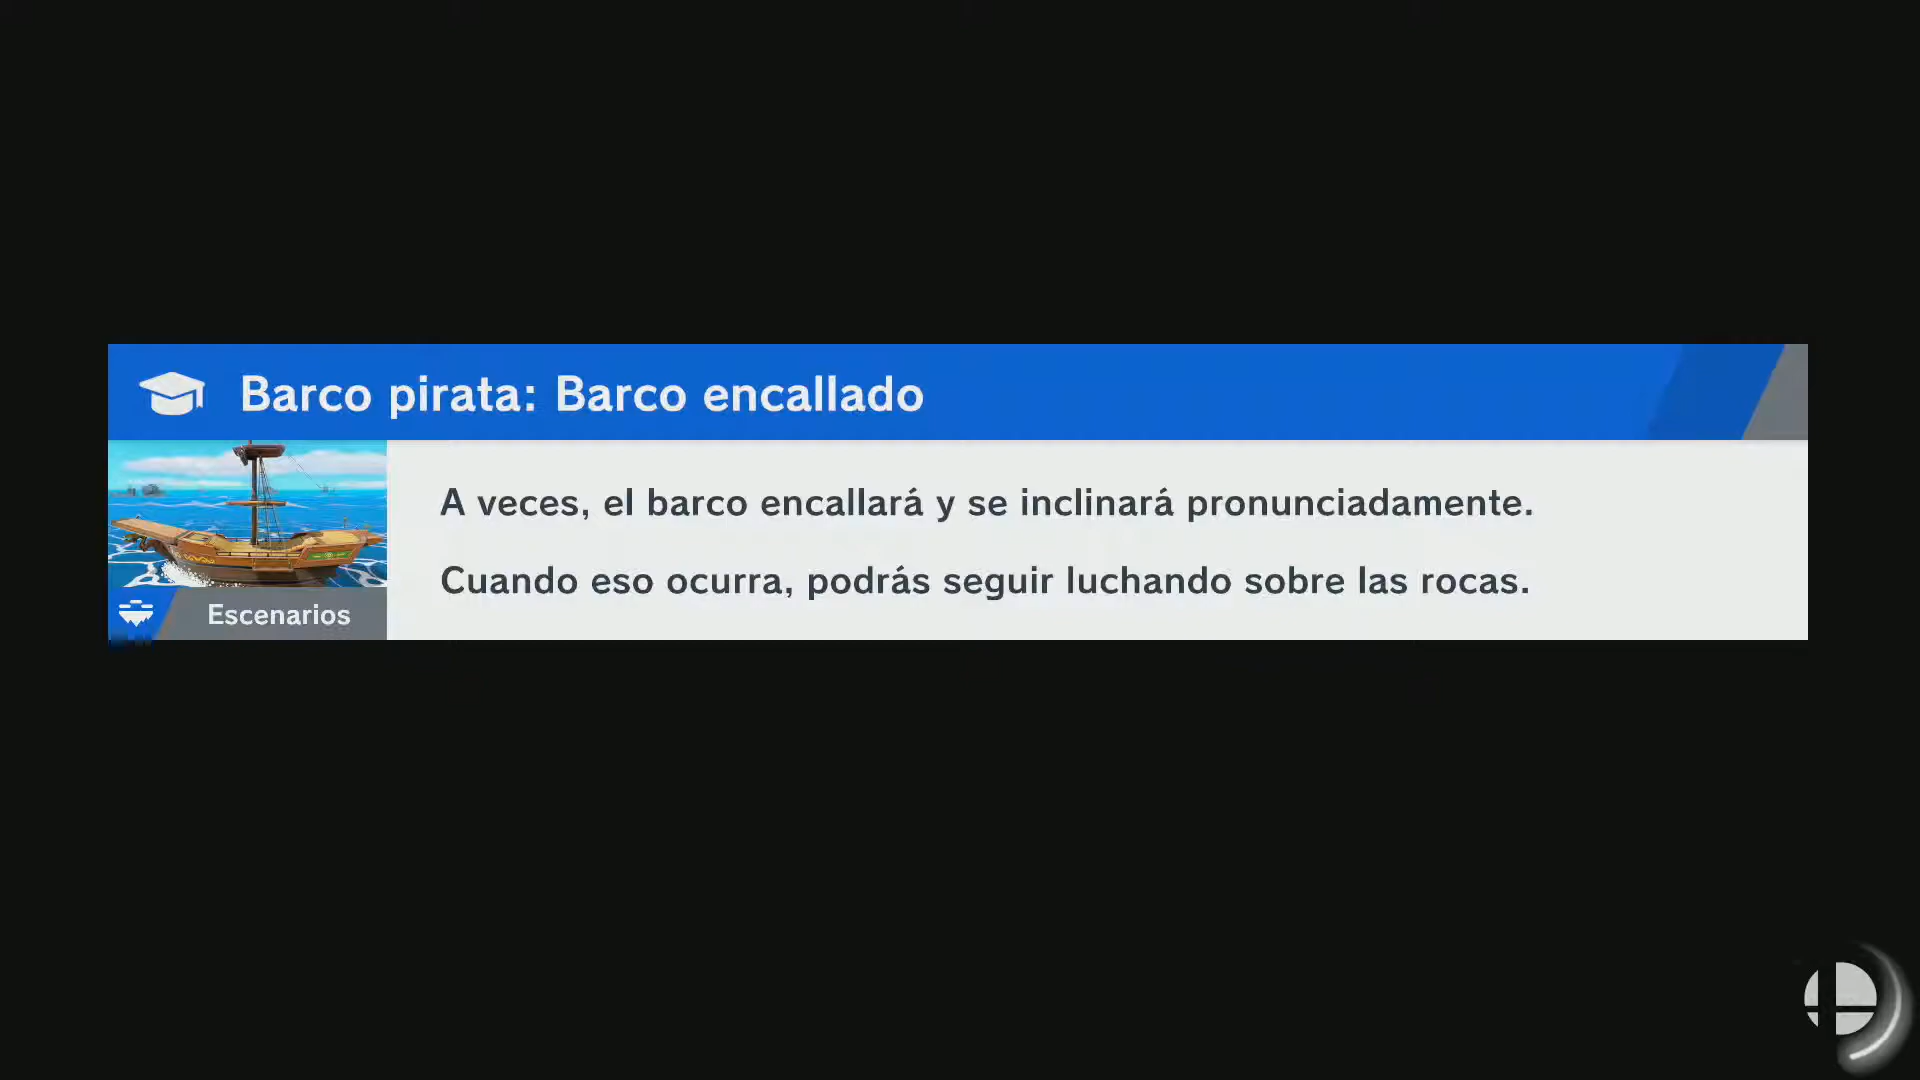 Barco pirata: Barco encallado
A veces, el barco encallará y se inclinará pronunciadamente.
Cuando eso ocurra, podrás seguir luchando sobre las rocas.
Escenarios